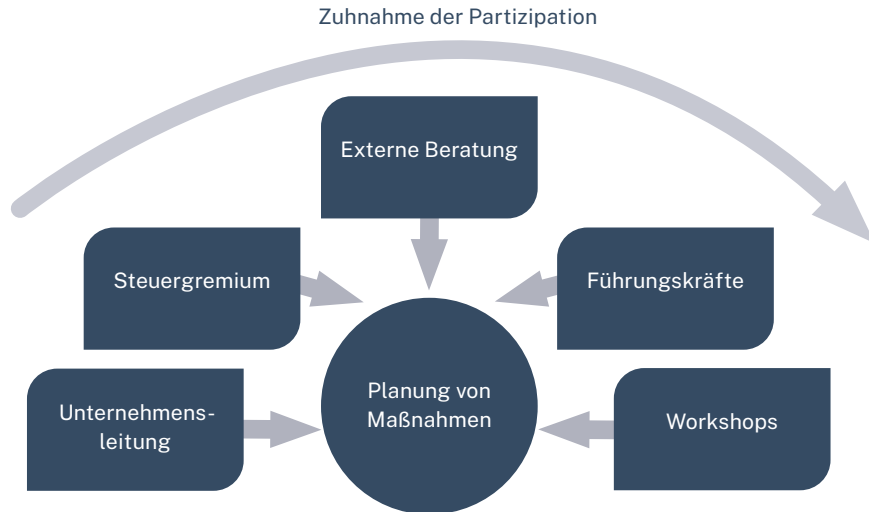 Zuhnahme der Partizipation
Externe Beratung
Steuergremium
Führungskräfte
Unternehmens-
leitung
Planung von
Maßnahmen
Workshops